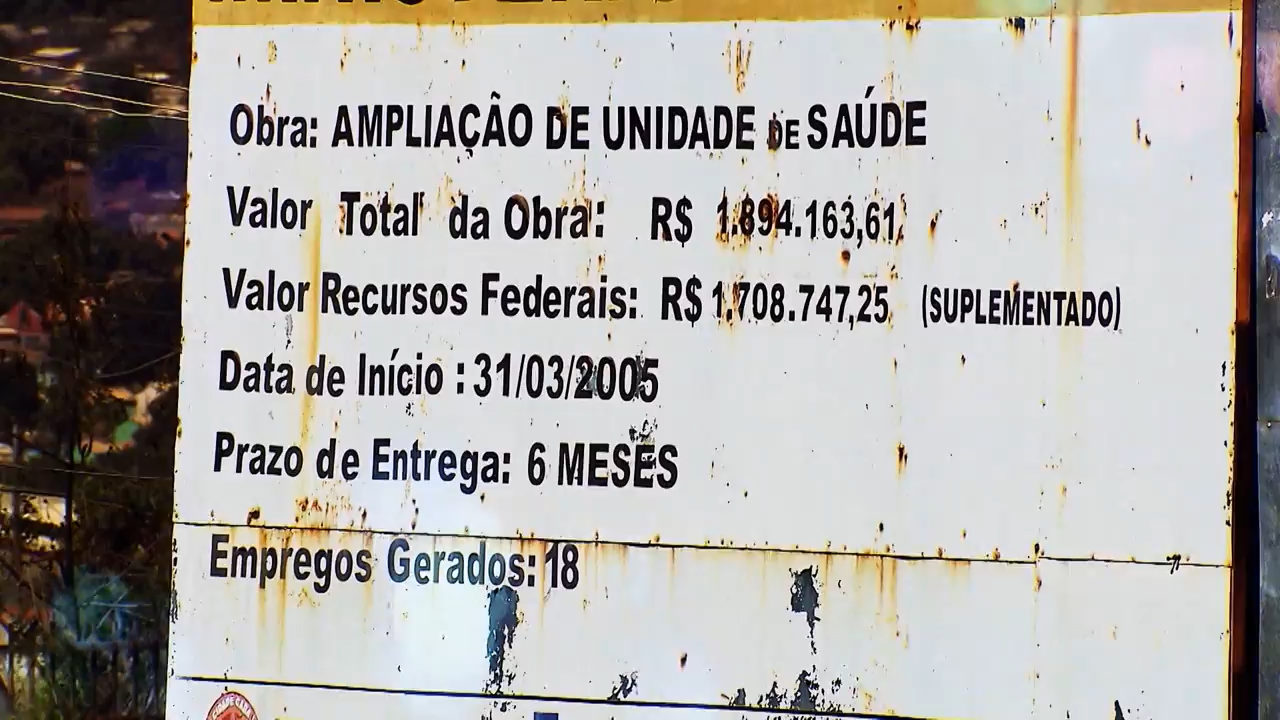 Obra: AMPLIAÇÃO DE UNIDADE DE SAÚDE
Valor Total da Obra: R$ 1.894.163,61
Valor Recursos Federais: R$ 1.708.747,25 (SUPLEMENTADO)
Data de Início : 31/03/2005
Prazo de Entrega: 6 MESES
Empregos Gerados: 18